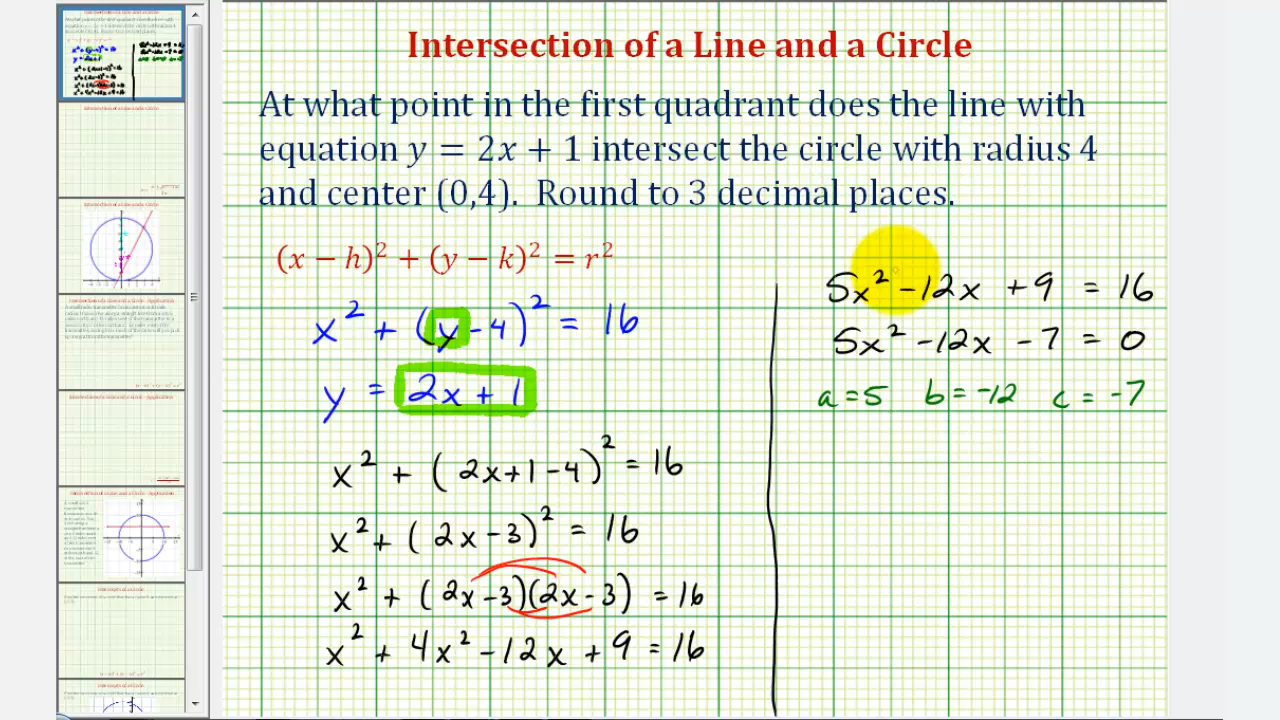 Intersection of a Line and a Circle
At what point in the first quadrant does the line with
equation y = 2x + 1 intersect the circle with radius 4
and center (0,4). Round to 3 decimal places.
(x − h)² + (y − k)² = r²
x² + (y - 4)² = 16
y = 2x + 1
x² + (2x+1-4)² = 16
x² + (2x-3)² = 16
x² + (2x-3)(2x-3) = 16
x² + 4x² - 12x + 9 = 16
5x² - 12x + 9 = 16
5x² - 12x - 7 = 0
a = 5 b = -12 c = -7